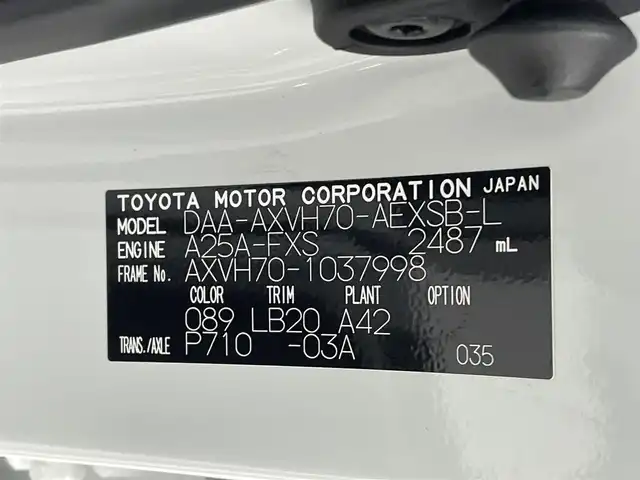 TOYOTA MOTOR CORPORATION JAPAN
MODEL DAA-AXVH70-AEXSB-L
ENGINE A25A-FXS 2487 mL
FRAME No. AXVH70-1037998
COLOR TRIM PLANT OPTION
089 LB20 A42
TRANS./AXLE P710 -03A 035